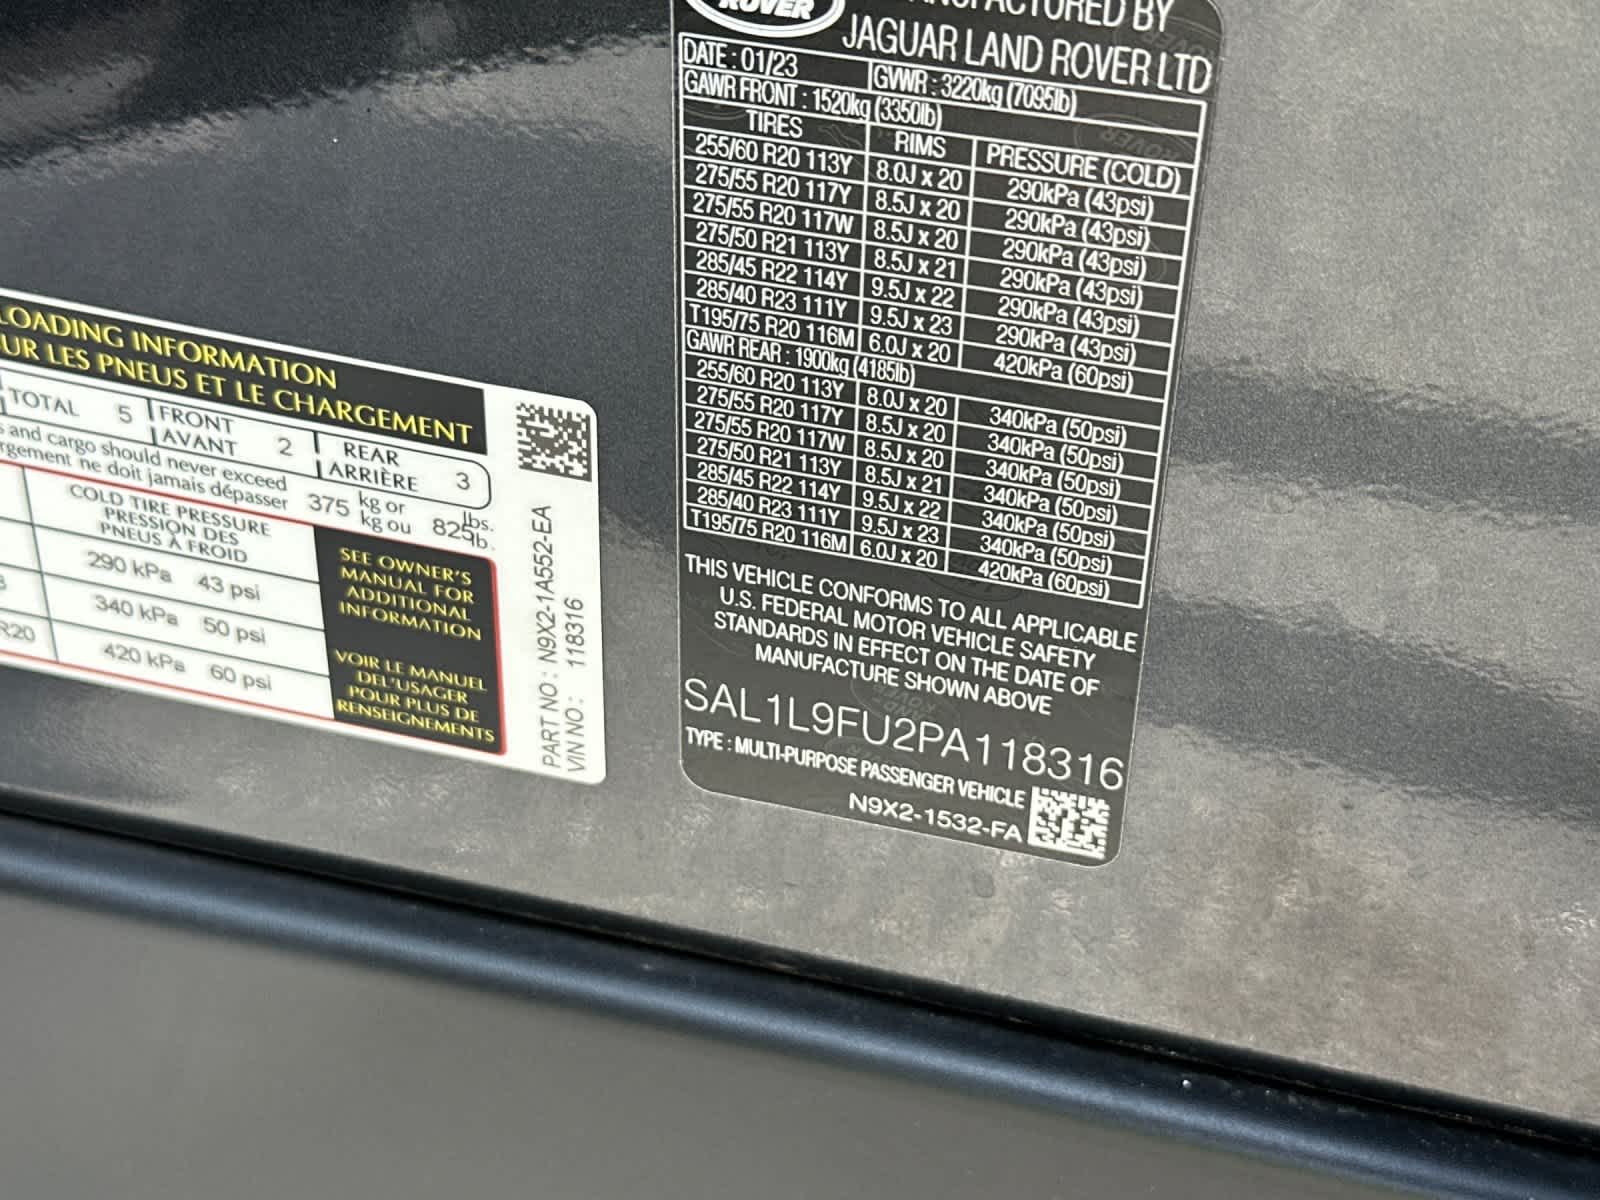 LOADING INFORMATION
UR LES PNEUS ET LE CHARGEMENT
TOTAL 5 FRONT AVANT 2 REAR ARRIÈRE 3
and cargo should never exceed 375 kg or 825 lbs.
gement ne doit jamais dépasser kg ou lb.
COLD TIRE PRESSURE
PRESSION DES
PNEUS À FROID
290 kPa 43 psi
340 kPa 50 psi
R20 420 kPa 60 psi
SEE OWNER'S
MANUAL FOR
ADDITIONAL
INFORMATION
VOIR LE MANUEL
DEL'USAGER
POUR PLUS DE
RENSEIGNEMENTS
PART NO : N9X2-1A552-EA
VIN NO : 118316
ROVER
MANUFACTURED BY
JAGUAR LAND ROVER LTD
DATE : 01/23 GVWR : 3220kg (7095lb)
GAWR FRONT : 1520kg (3350lb)
TIRES RIMS PRESSURE (COLD)
255/60 R20 113Y 8.0J x 20 290kPa (43psi)
275/55 R20 117Y 8.5J x 20 290kPa (43psi)
275/55 R20 117W 8.5J x 20 290kPa (43psi)
275/50 R21 113Y 8.5J x 21 290kPa (43psi)
285/45 R22 114Y 9.5J x 22 290kPa (43psi)
285/40 R23 111Y 9.5J x 23 290kPa (43psi)
T195/75 R20 116M 6.0J x 20 420kPa (60psi)
GAWR REAR : 1900kg (4185lb)
255/60 R20 113Y 8.0J x 20 340kPa (50psi)
275/55 R20 117Y 8.5J x 20 340kPa (50psi)
275/55 R20 117W 8.5J x 20 340kPa (50psi)
275/50 R21 113Y 8.5J x 21 340kPa (50psi)
285/45 R22 114Y 9.5J x 22 340kPa (50psi)
285/40 R23 111Y 9.5J x 23 340kPa (50psi)
T195/75 R20 116M 6.0J x 20 420kPa (60psi)
THIS VEHICLE CONFORMS TO ALL APPLICABLE
U.S. FEDERAL MOTOR VEHICLE SAFETY
STANDARDS IN EFFECT ON THE DATE OF
MANUFACTURE SHOWN ABOVE
SAL1L9FU2PA118316
TYPE : MULTI-PURPOSE PASSENGER VEHICLE
N9X2-1532-FA